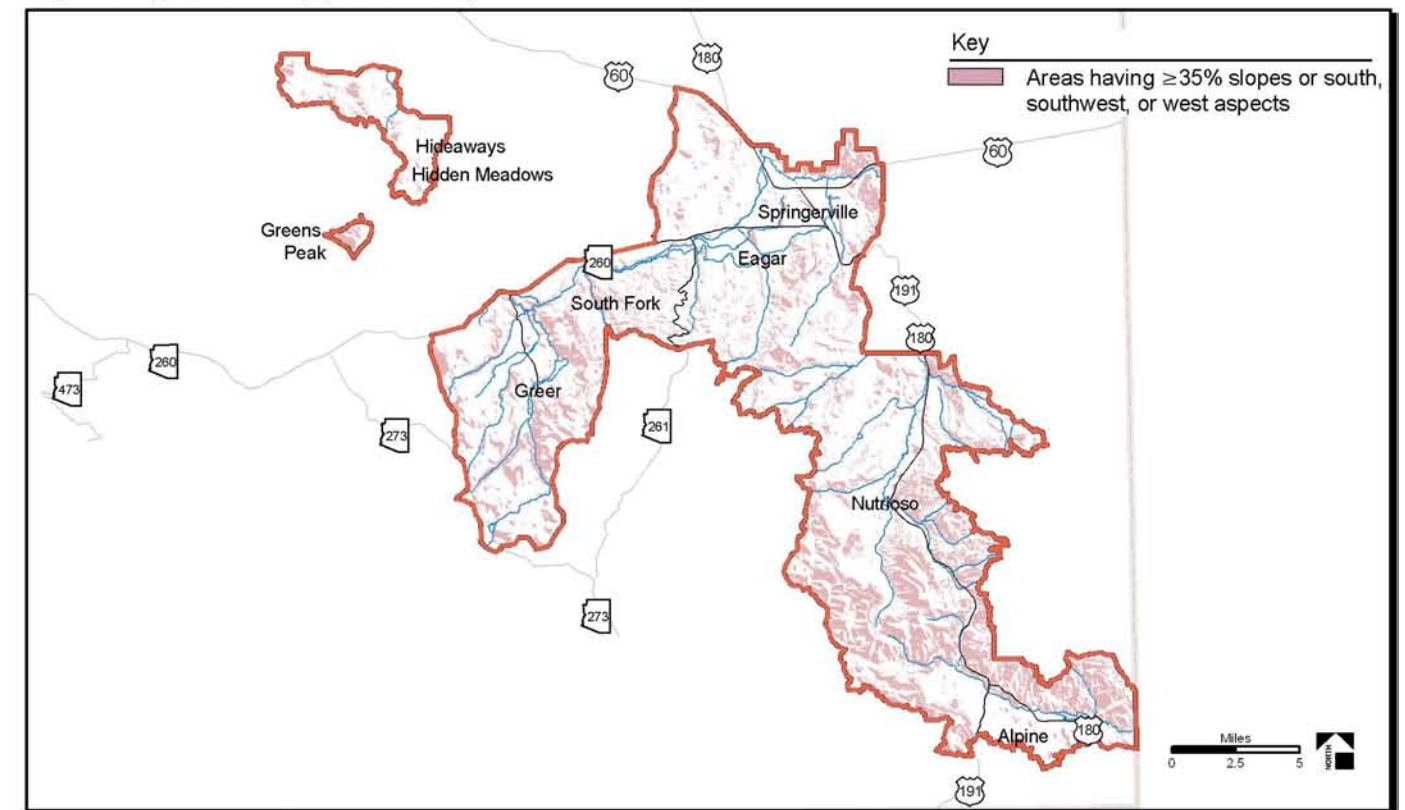 Key
Areas having ≥35% slopes or south,
southwest, or west aspects
180
60
60
Hideaways
Hidden Meadows
Greens
Peak
Springerville
Eagar
260
South Fork
191
180
260
473
Greer
273
261
Nutrioso
273
Alpine
180
191
Miles
0 2.5 5
NORTH